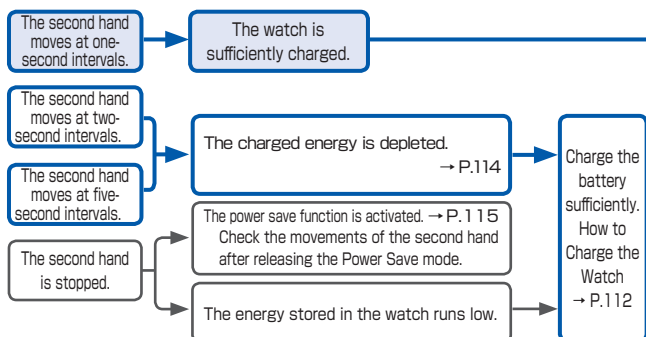 The second hand
moves at one-
second intervals.
The watch is
sufficiently charged.
The second hand
moves at two-
second intervals.
The second hand
moves at five-
second intervals.
The charged energy is depleted.
→ P.114
The second hand
is stopped.
The power save function is activated. → P.115
Check the movements of the second hand
after releasing the Power Save mode.
The energy stored in the watch runs low.
Charge the
battery
sufficiently.
How to
Charge the
Watch
→ P.112